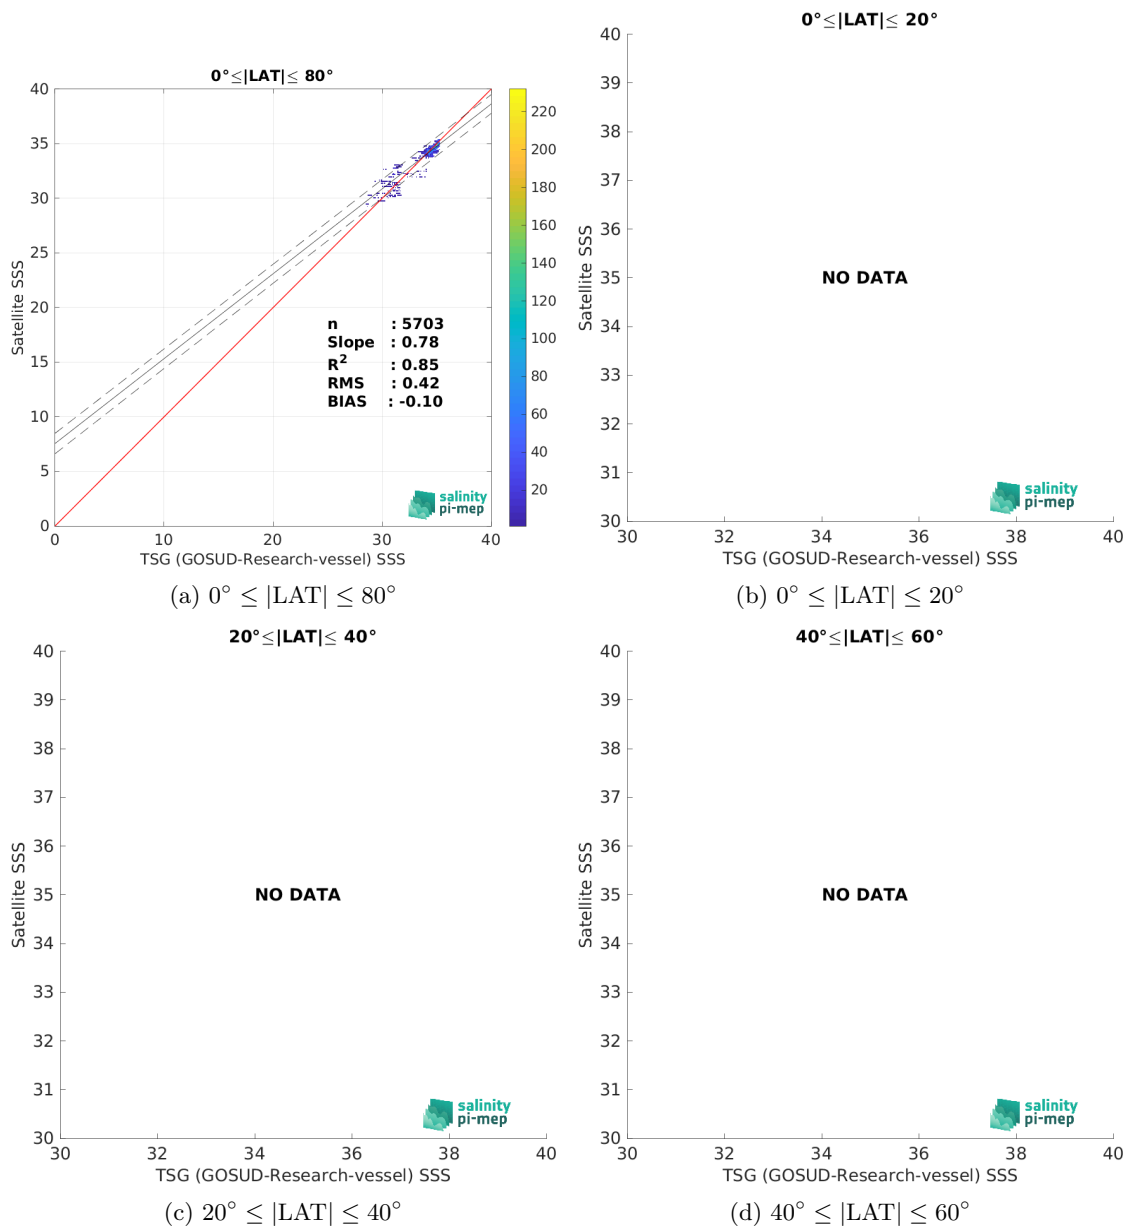 0°≤|LAT|≤ 80°
40
35
30
25
20
15
10
5
0
Satellite SSS
n : 5703
Slope : 0.78
R2 : 0.85
RMS : 0.42
BIAS : -0.10
salinity
pi-mep
0 10 20 30 40
TSG (GOSUD-Research-vessel) SSS
220
200
180
160
140
120
100
80
60
40
20
(a) 0° ≤ |LAT| ≤ 80°
0°≤|LAT|≤ 20°
40
39
38
37
36
35
34
33
32
31
30
Satellite SSS
NO DATA
salinity
pi-mep
30 32 34 36 38 40
TSG (GOSUD-Research-vessel) SSS
(b) 0° ≤ |LAT| ≤ 20°
20°≤|LAT|≤ 40°
40
39
38
37
36
35
34
33
32
31
30
Satellite SSS
NO DATA
salinity
pi-mep
30 32 34 36 38 40
TSG (GOSUD-Research-vessel) SSS
(c) 20° ≤ |LAT| ≤ 40°
40°≤|LAT|≤ 60°
40
39
38
37
36
35
34
33
32
31
30
Satellite SSS
NO DATA
salinity
pi-mep
30 32 34 36 38 40
TSG (GOSUD-Research-vessel) SSS
(d) 40° ≤ |LAT| ≤ 60°